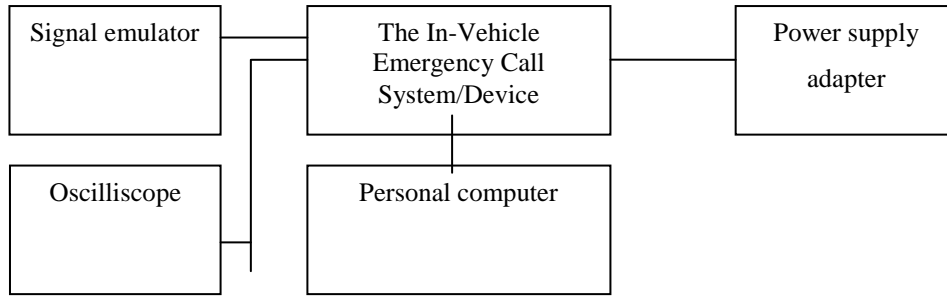 Signal emulator
The In-Vehicle
Emergency Call
System/Device
Power supply
adapter
Oscilliscope
Personal computer